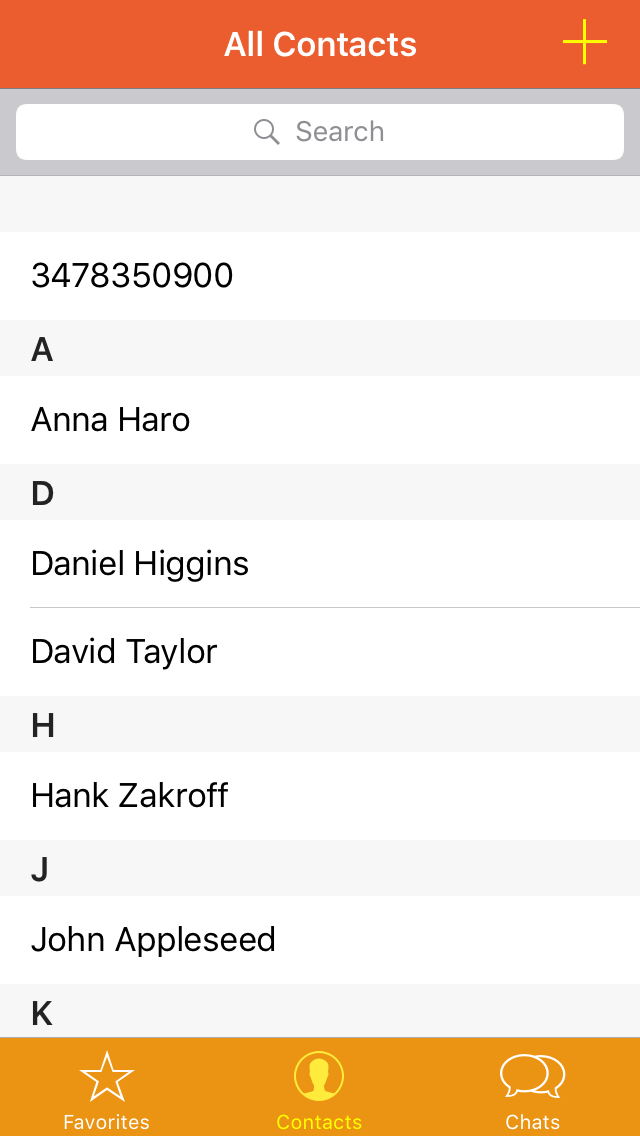 All Contacts
Search
3478350900
A
Anna Haro
D
Daniel Higgins
David Taylor
H
Hank Zakroff
J
John Appleseed
K
Favorites
Contacts
Chats